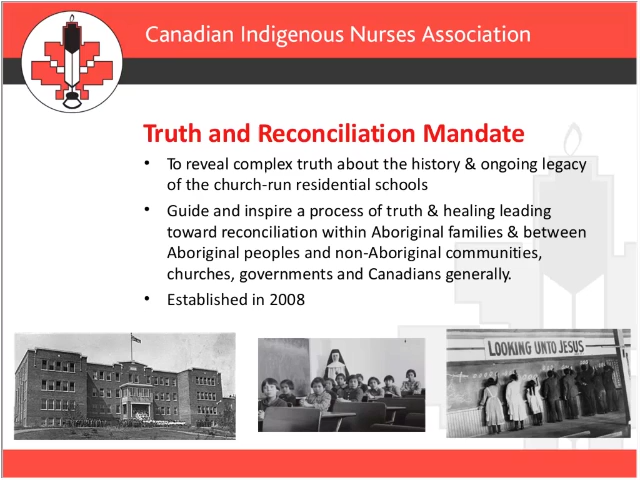 Canadian Indigenous Nurses Association
Truth and Reconciliation Mandate
• To reveal complex truth about the history & ongoing legacy
of the church-run residential schools
• Guide and inspire a process of truth & healing leading
toward reconciliation within Aboriginal families & between
Aboriginal peoples and non-Aboriginal communities,
churches, governments and Canadians generally.
• Established in 2008
LOOKING UNTO JESUS